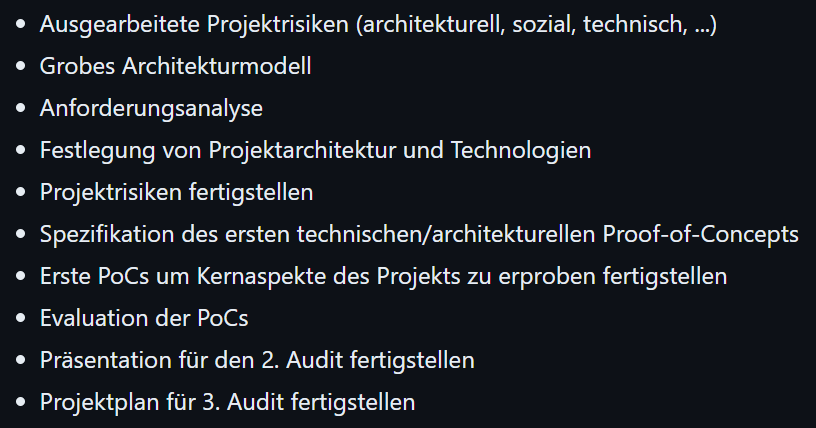 Ausgearbeitete Projektrisiken (architekturell, sozial, technisch, ...)
Grobes Architekturmodell
Anforderungsanalyse
Festlegung von Projektarchitektur und Technologien
Projektrisiken fertigstellen
Spezifikation des ersten technischen/architekturellen Proof-of-Concepts
Erste PoCs um Kernaspekte des Projekts zu erproben fertigstellen
Evaluation der PoCs
Präsentation für den 2. Audit fertigstellen
Projektplan für 3. Audit fertigstellen